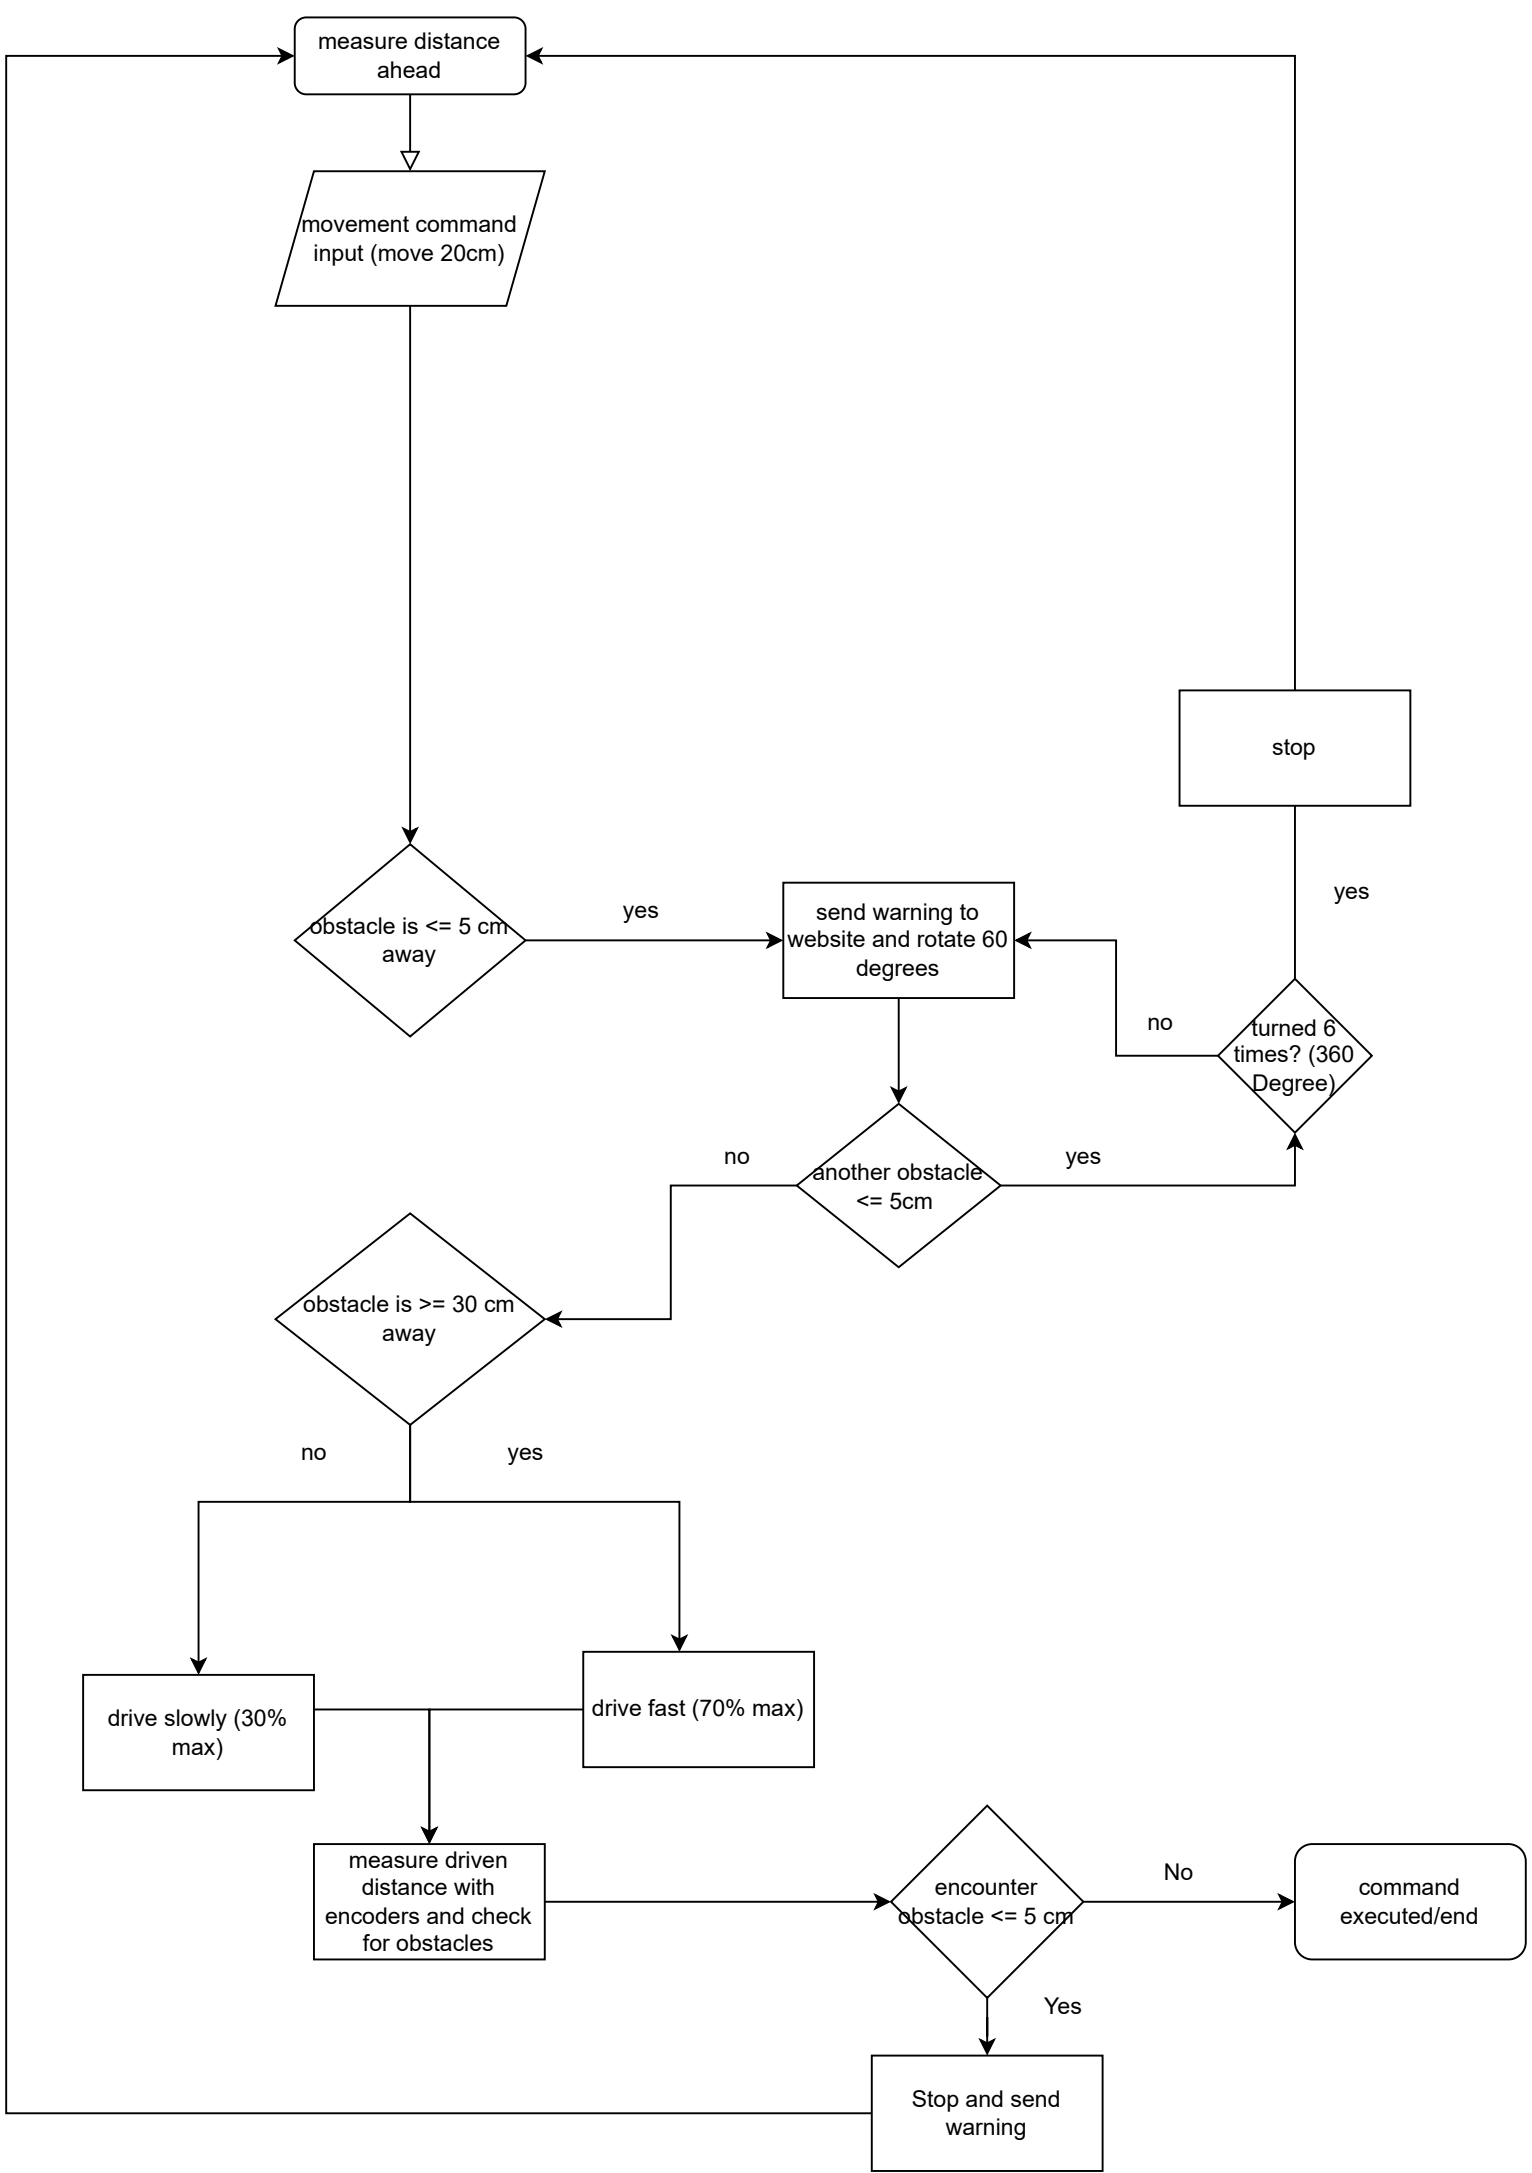 measure distance
ahead
movement command
input (move 20cm)
stop
yes
obstacle is <= 5 cm
away
yes
send warning to
website and rotate 60
degrees
no
turned 6
times? (360
Degree)
no
another obstacle
<= 5cm
yes
obstacle is >= 30 cm
away
no
yes
drive slowly (30%
max)
drive fast (70% max)
measure driven
distance with
encoders and check
for obstacles
encounter
obstacle <= 5 cm
No
command
executed/end
Yes
Stop and send
warning